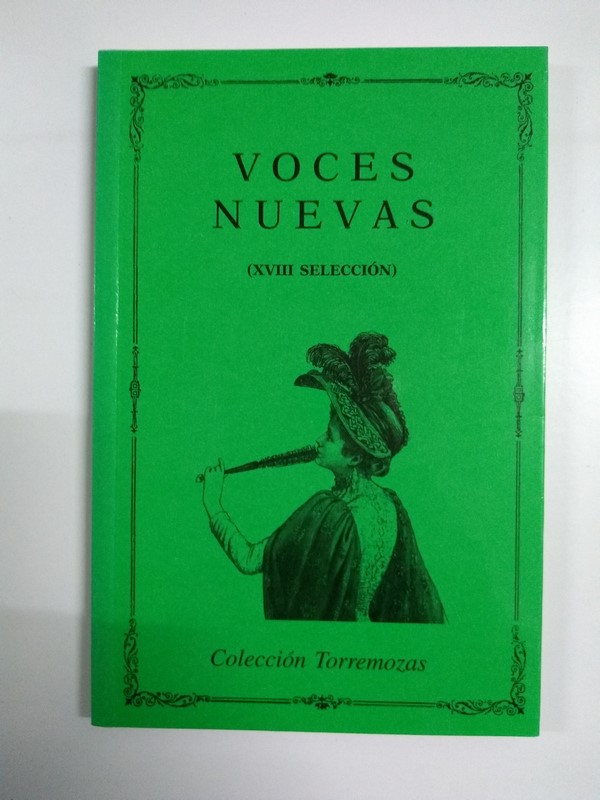 VOCES
NUEVAS
(XVIII SELECCIÓN)
Colección Torremozas